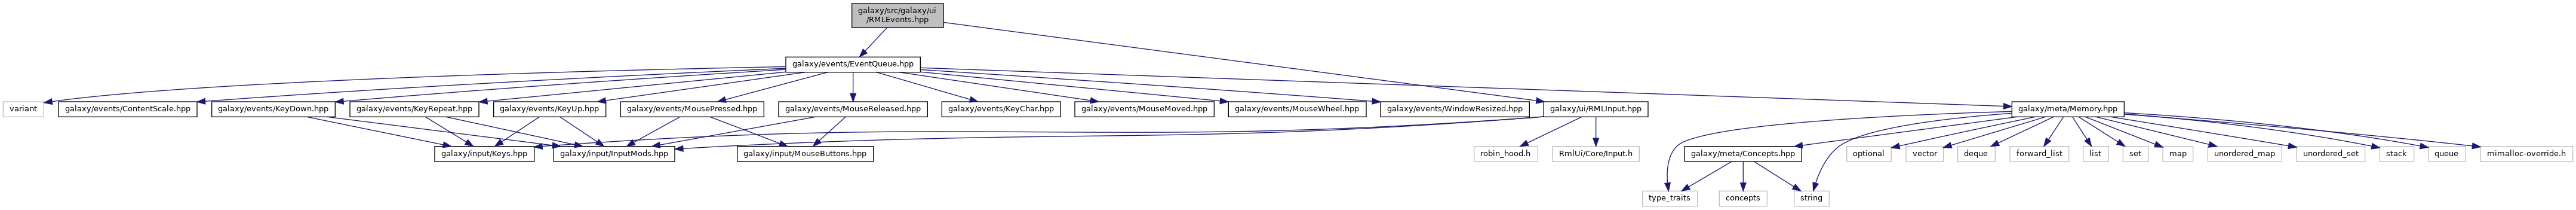 galaxy/src/galaxy/ui
/RMLEvents.hpp
galaxy/events/EventQueue.hpp
variant
galaxy/events/ContentScale.hpp
galaxy/events/KeyDown.hpp
galaxy/events/KeyRepeat.hpp
galaxy/events/KeyUp.hpp
galaxy/events/MousePressed.hpp
galaxy/events/MouseReleased.hpp
galaxy/events/KeyChar.hpp
galaxy/events/MouseMoved.hpp
galaxy/events/MouseWheel.hpp
galaxy/events/WindowResized.hpp
galaxy/ui/RMLInput.hpp
galaxy/meta/Memory.hpp
galaxy/input/Keys.hpp
galaxy/input/InputMods.hpp
galaxy/input/MouseButtons.hpp
robin_hood.h
RmlUi/Core/Input.h
galaxy/meta/Concepts.hpp
optional
vector
deque
forward_list
list
set
map
unordered_map
unordered_set
stack
queue
mimalloc-override.h
type_traits
concepts
string